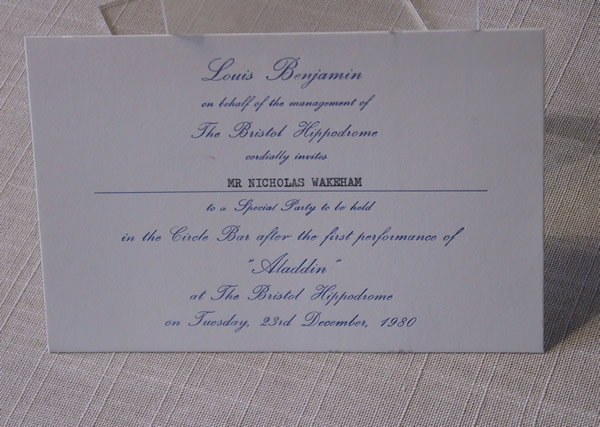 Louis Benjamin
on behalf of the management of
The Bristol Hippodrome
cordially invites
MR NICHOLAS WAKEHAM
to a Special Party to be held
in the Circle Bar after the first performance of
"Aladdin"
at The Bristol Hippodrome
on Tuesday, 23rd December, 1980